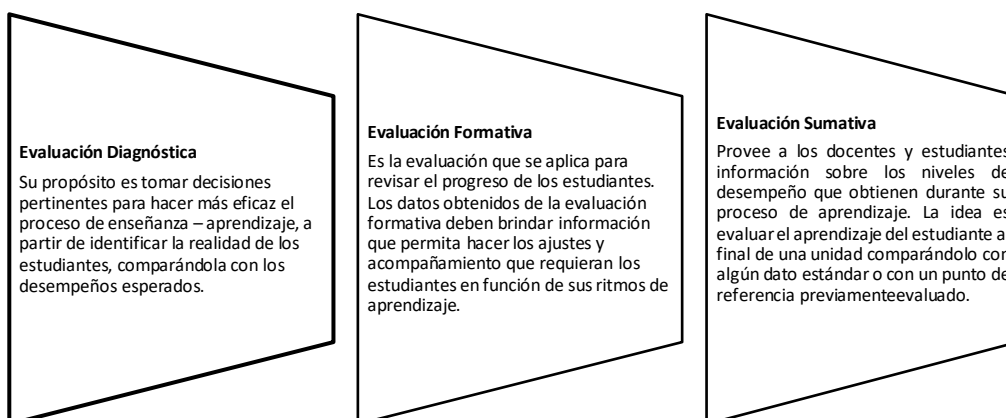 Evaluación Diagnóstica
Su propósito es tomar decisiones
pertinentes para hacer más eficaz el
proceso de enseñanza – aprendizaje, a
partir de identificar la realidad de los
estudiantes, comparándola con los
desempeños esperados.
Evaluación Formativa
Es la evaluación que se aplica para
revisar el progreso de los estudiantes.
Los datos obtenidos de la evaluación
formativa deben brindar información
que permita hacer los ajustes y
acompañamiento que requieran los
estudiantes en función de sus ritmos de
aprendizaje.
Evaluación Sumativa
Provee a los docentes y estudiantes
información sobre los niveles de
desempeño que obtienen durante su
proceso de aprendizaje. La idea es
evaluar el aprendizaje del estudiante a
final de una unidad comparándolo con
algún dato estándar o con un punto de
referencia previamenteevaluado.